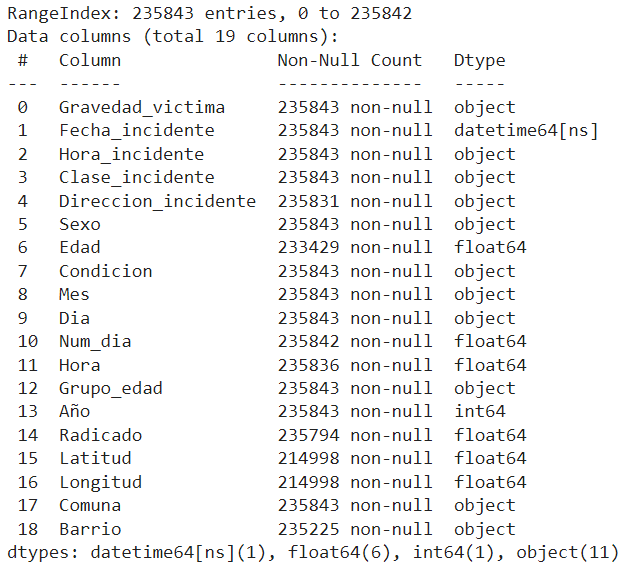 RangeIndex: 235843 entries, 0 to 235842
Data columns (total 19 columns):
 #   Column               Non-Null Count   Dtype
---  ------               --------------   -----
 0   Gravedad_victima     235843 non-null  object
 1   Fecha_incidente      235843 non-null  datetime64[ns]
 2   Hora_incidente       235843 non-null  object
 3   Clase_incidente      235843 non-null  object
 4   Direccion_incidente  235831 non-null  object
 5   Sexo                 235843 non-null  object
 6   Edad                 233429 non-null  float64
 7   Condicion            235843 non-null  object
 8   Mes                  235843 non-null  object
 9   Dia                  235843 non-null  object
 10  Num_dia              235842 non-null  float64
 11  Hora                 235836 non-null  float64
 12  Grupo_edad           235843 non-null  object
 13  Año                  235843 non-null  int64
 14  Radicado             235794 non-null  float64
 15  Latitud              214998 non-null  float64
 16  Longitud             214998 non-null  float64
 17  Comuna               235843 non-null  object
 18  Barrio               235225 non-null  object
dtypes: datetime64[ns](1), float64(6), int64(1), object(11)